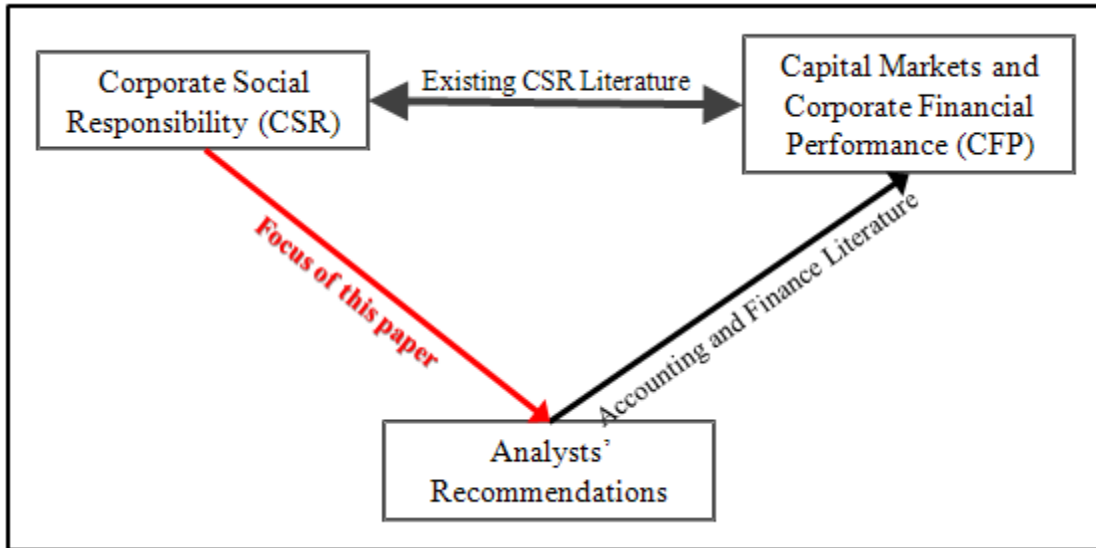 Corporate Social
Responsibility (CSR)
Existing CSR Literature
Capital Markets and
Corporate Financial
Performance (CFP)
Focus of this paper
Accounting and Finance Literature
Analysts’
Recommendations